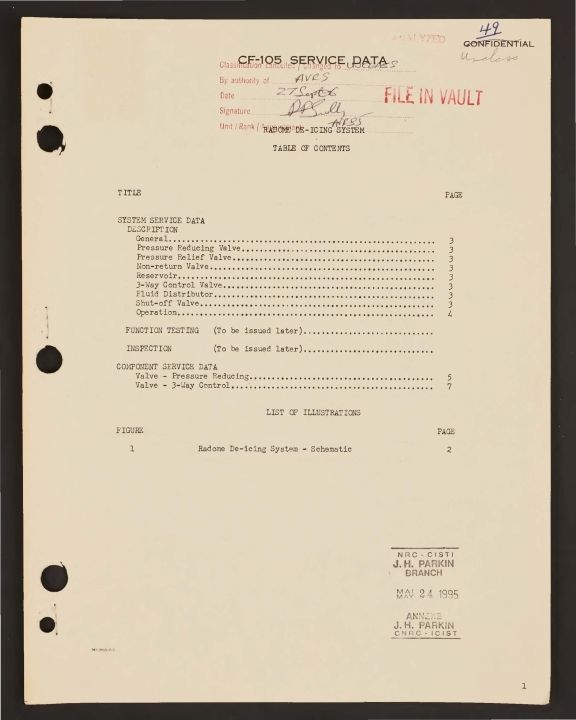 49
ANALYZED
CONFIDENTIAL
Unclass
CF-105 SERVICE DATA
Classification cancelled / Changed to UNCLASS
By authority of AVRS
Date 27 Sept
Signature
Unit / Rank / AVRS
FILE IN VAULT
RADOME DE-ICING SYSTEM
TABLE OF CONTENTS
TITLE PAGE
SYSTEM SERVICE DATA
DESCRIPTION
General 3
Pressure Reducing Valve 3
Pressure Relief Valve 3
Non-return Valve 3
Reservoir 3
3-Way Control Valve 3
Fluid Distributor 3
Shut-off Valve 3
Operation 4
FUNCTION TESTING (To be issued later)
INSPECTION (To be issued later)
COMPONENT SERVICE DATA
Valve - Pressure Reducing 5
Valve - 3-Way Control 7
LIST OF ILLUSTRATIONS
FIGURE PAGE
1 Radome De-icing System - Schematic 2
NRC - CISTI
J. H. PARKIN
BRANCH
MAI
MAY 24 1995
ANNEXE
J. H. PARKIN
CNRC - ICIST
1